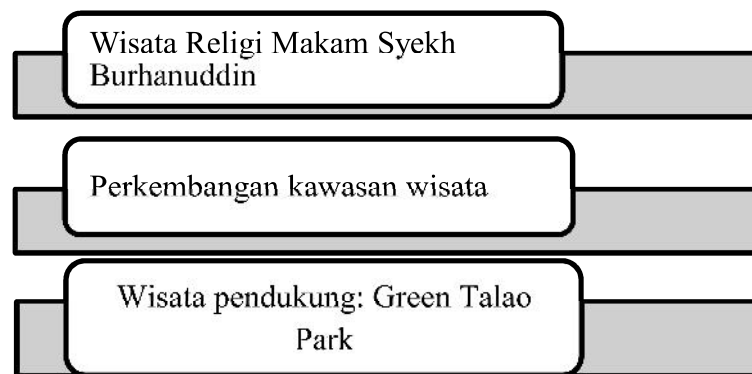 Wisata Religi Makam Syekh
Burhanuddin
Perkembangan kawasan wisata
Wisata pendukung: Green Talao
Park